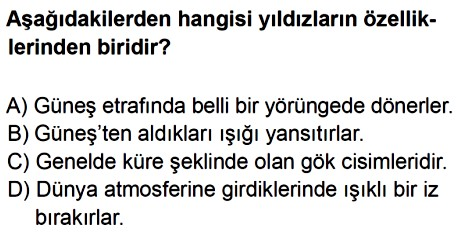 Aşağıdakilerden hangisi yıldızların özellik-
lerinden biridir?
A) Güneş etrafında belli bir yörüngede dönerler.
B) Güneş’ten aldıkları ışığı yansıtırlar.
C) Genelde küre şeklinde olan gök cisimleridir.
D) Dünya atmosferine girdiklerinde ışıklı bir iz
bırakırlar.